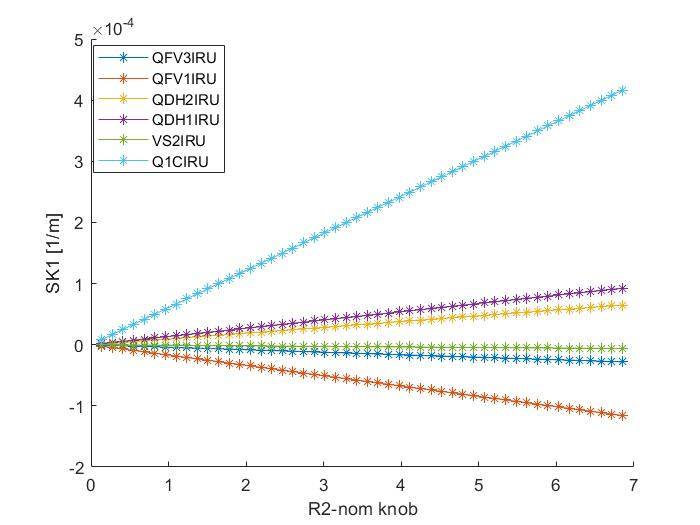 ×10-4
5
4
3
2
1
0
-1
-2
QFV3IRU
QFV1IRU
QDH2IRU
QDH1IRU
VS2IRU
Q1CIRU
SK1 [1/m]
0 1 2 3 4 5 6 7
R2-nom knob